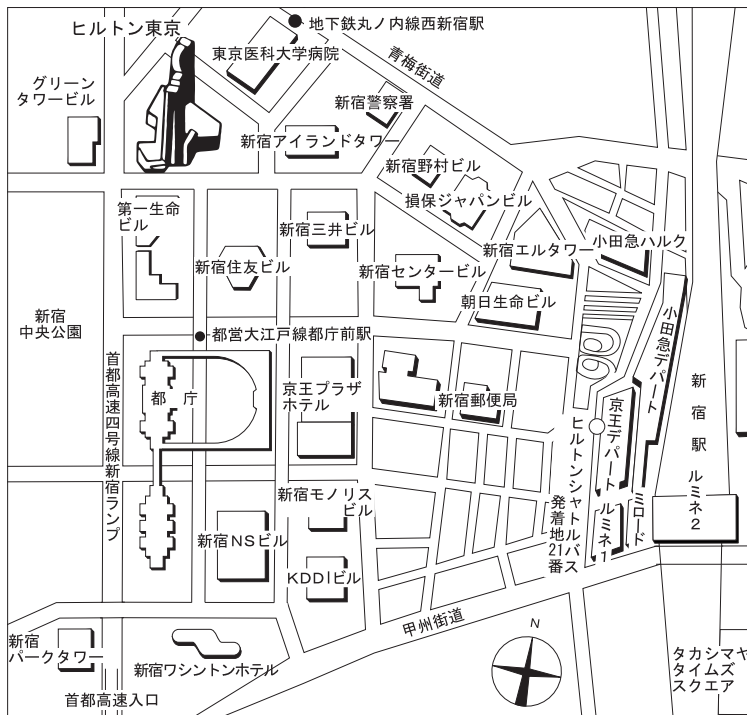 ヒルトン東京
地下鉄丸ノ内線西新宿駅
東京医科大学病院
青梅街道
グリーン
タワービル
新宿警察署
新宿アイランドタワー
新宿野村ビル
損保ジャパンビル
第一生命
ビル
新宿三井ビル
新宿エルタワー
小田急ハルク
新宿住友ビル
新宿センタービル
朝日生命ビル
新宿
中央公園
都営大江戸線都庁前駅
小田急デパート
首都高速四号線新宿ランプ
都庁
京王プラザ
ホテル
新宿郵便局
京王デパート
新宿駅
ヒルトンシャトルバス
発着地21番
ルミネ1
ミロード
ルミネ2
新宿モノリス
ビル
新宿NSビル
KDDIビル
甲州街道
N
新宿
パークタワー
新宿ワシントンホテル
首都高速入口
タカシマヤ
タイムズ
スクエア